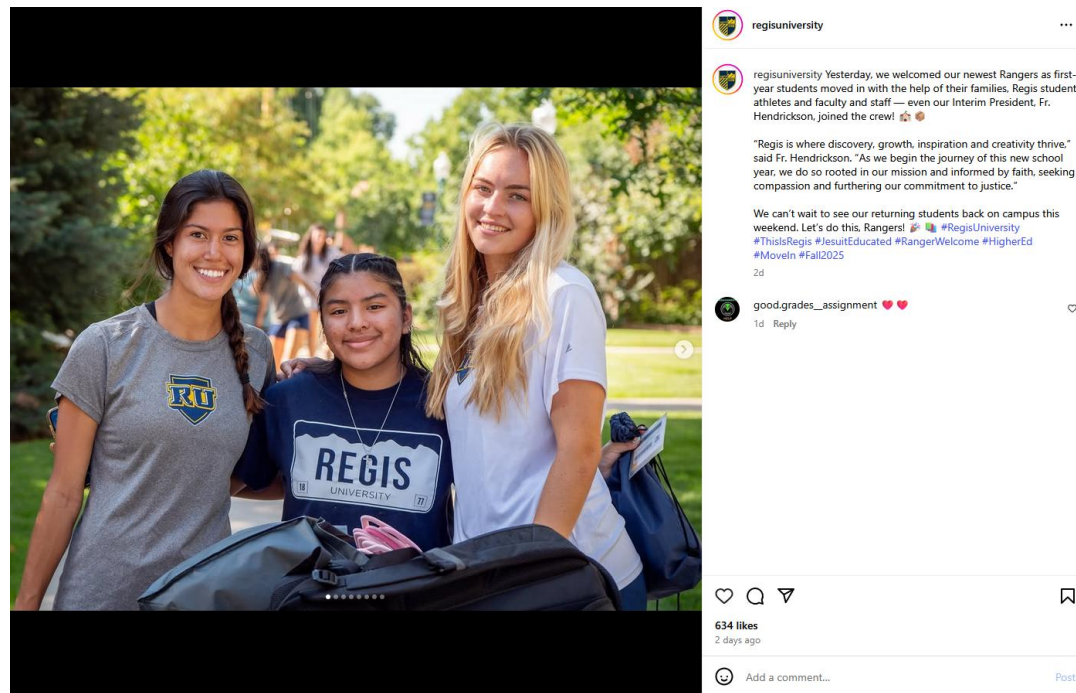 RU
REGIS
UNIVERSITY
18
77
regisuniversity
regisuniversity Yesterday, we welcomed our newest Rangers as first-
year students moved in with the help of their families, Regis student
athletes and faculty and staff — even our Interim President, Fr.
Hendrickson, joined the crew! 🏫 📦
"Regis is where discovery, growth, inspiration and creativity thrive,"
said Fr. Hendrickson. "As we begin the journey of this new school
year, we do so rooted in our mission and informed by faith, seeking
compassion and furthering our commitment to justice."
We can't wait to see our returning students back on campus this
weekend. Let's do this, Rangers! 🎉 📚 #RegisUniversity
#ThisIsRegis #JesuitEducated #RangerWelcome #HigherEd
#MoveIn #Fall2025
2d
good.grades__assignment 💖 💖
1d Reply
634 likes
2 days ago
Add a comment...
Post